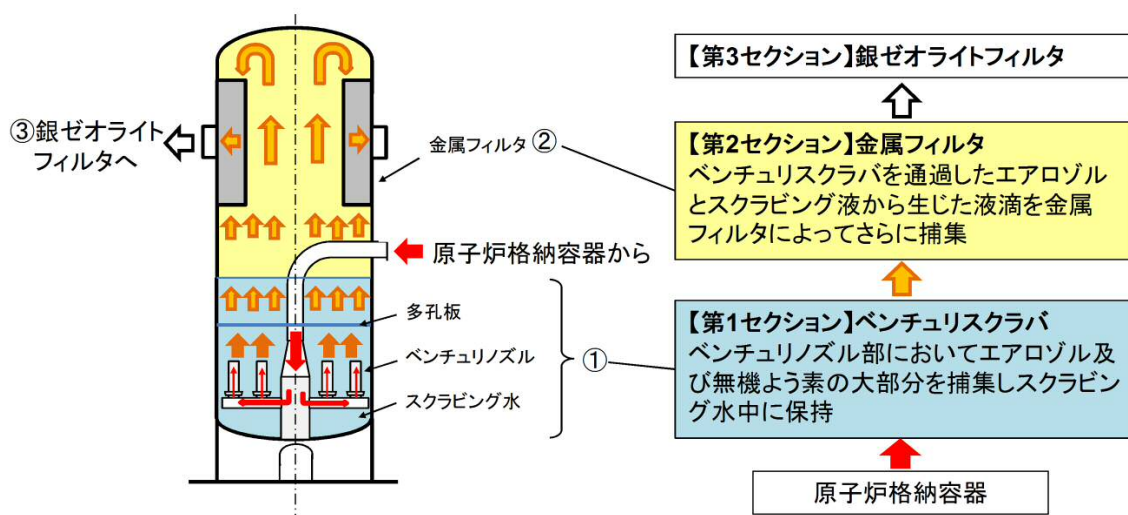 ③銀ゼオライト
フィルタへ
金属フィルタ②
原子炉格納容器から
多孔板
ベンチュリノズル
スクラビング水
①
【第3セクション】銀ゼオライトフィルタ
【第2セクション】金属フィルタ
ベンチュリスクラバを通過したエアロゾル
とスクラビング液から生じた液滴を金属
フィルタによってさらに捕集
【第1セクション】ベンチュリスクラバ
ベンチュリノズル部においてエアロゾル及
び無機よう素の大部分を捕集しスクラビン
グ水中に保持
原子炉格納容器